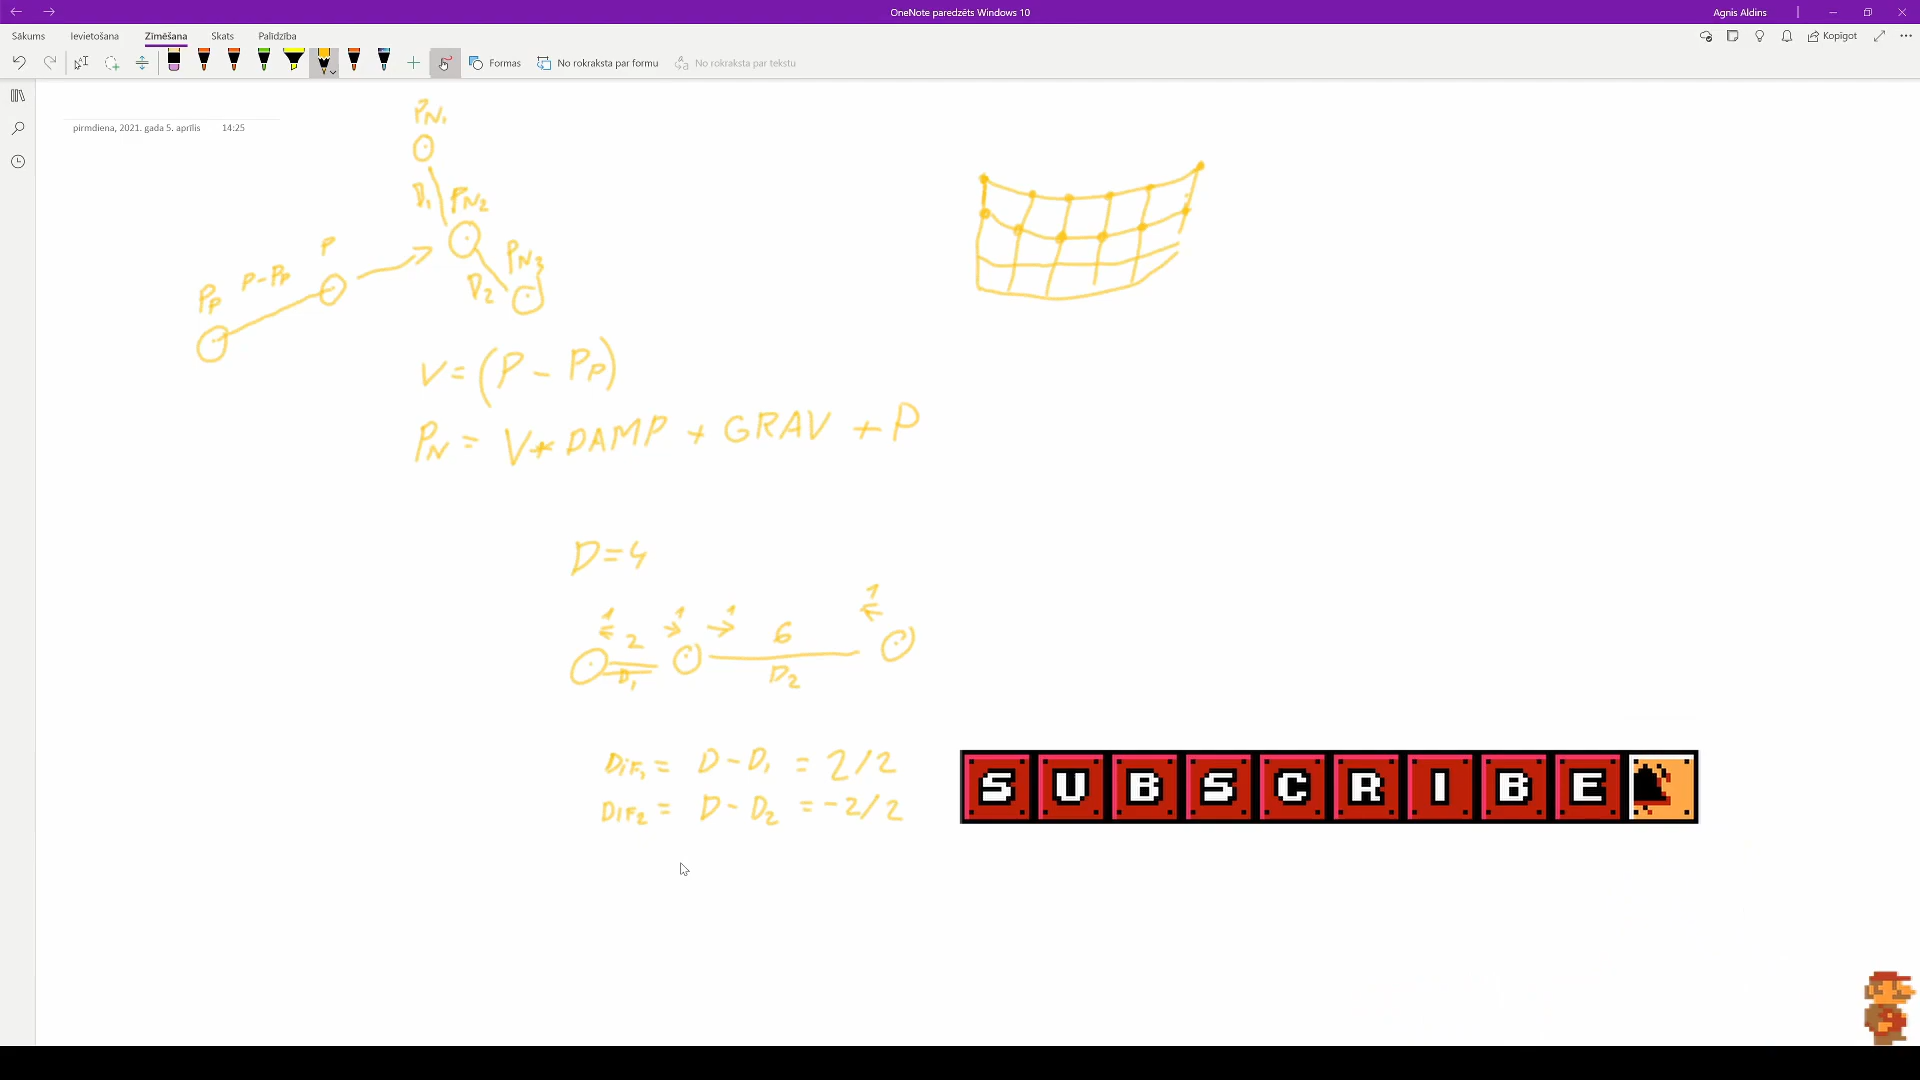 OneNote paredzēts Windows 10
Agnis Aldins
Sākums Ievietošana Zīmēšana Skats Palīdzība
Kopīgot
Formas No rokraksta par formu No rokraksta par tekstu
pirmdiena, 2021. gada 5. aprīlis 14:25
PN1
D1 PN2
P PN3
P-Pp
Pp D2
V = (P - Pp)
PN = V * DAMP + GRAV + P
D=4
1 1 1 1
2 6
D1 D2
DiF1 = D - D1 = 2/2
DIF2 = D - D2 = -2/2
SUBSCRIBE